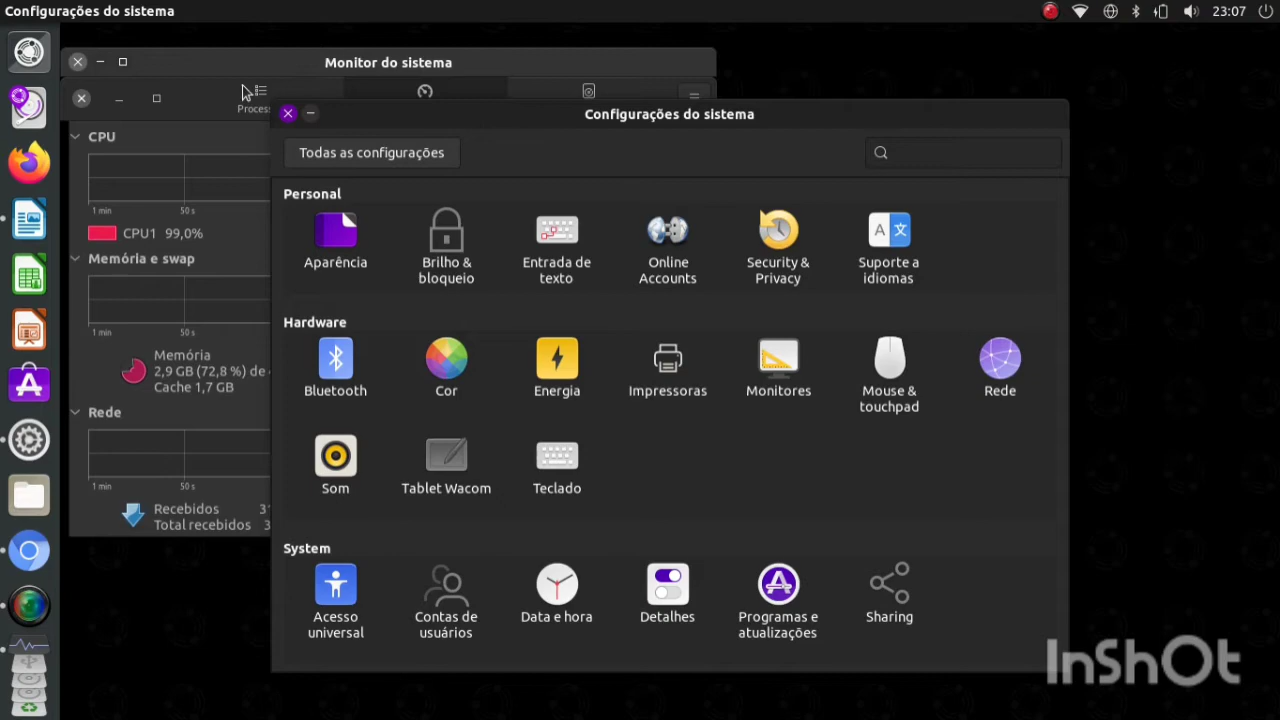 Configurações do sistema
23:07
Monitor do sistema
Process
Configurações do sistema
Todas as configurações
CPU
1 min
50 s
CPU1 99,0%
Memória e swap
1 min
50 s
Memória
2,9 GB (72,8 %) de
Cache 1,7 GB
Rede
1 min
50 s
Recebidos
31
Total recebidos
3
Personal
Aparência
Brilho &
bloqueio
Entrada de
texto
Online
Accounts
Security &
Privacy
Suporte a
idiomas
Hardware
Bluetooth
Cor
Energia
Impressoras
Monitores
Mouse &
touchpad
Rede
Som
Tablet Wacom
Teclado
System
Acesso
universal
Contas de
usuários
Data e hora
Detalhes
Programas e
atualizações
Sharing
InShOt